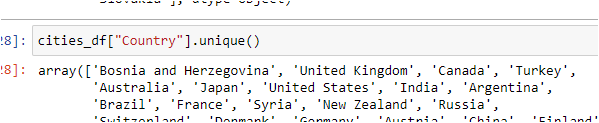 Slovakia'], dtype=object)
28]: cities_df["Country"].unique()
28]: array(['Bosnia and Herzegovina', 'United Kingdom', 'Canada', 'Turkey',
'Australia', 'Japan', 'United States', 'India', 'Argentina',
'Brazil', 'France', 'Syria', 'New Zealand', 'Russia',
'Switzerland', 'Denmark', 'Germany', 'Austria', 'China', 'Finland'